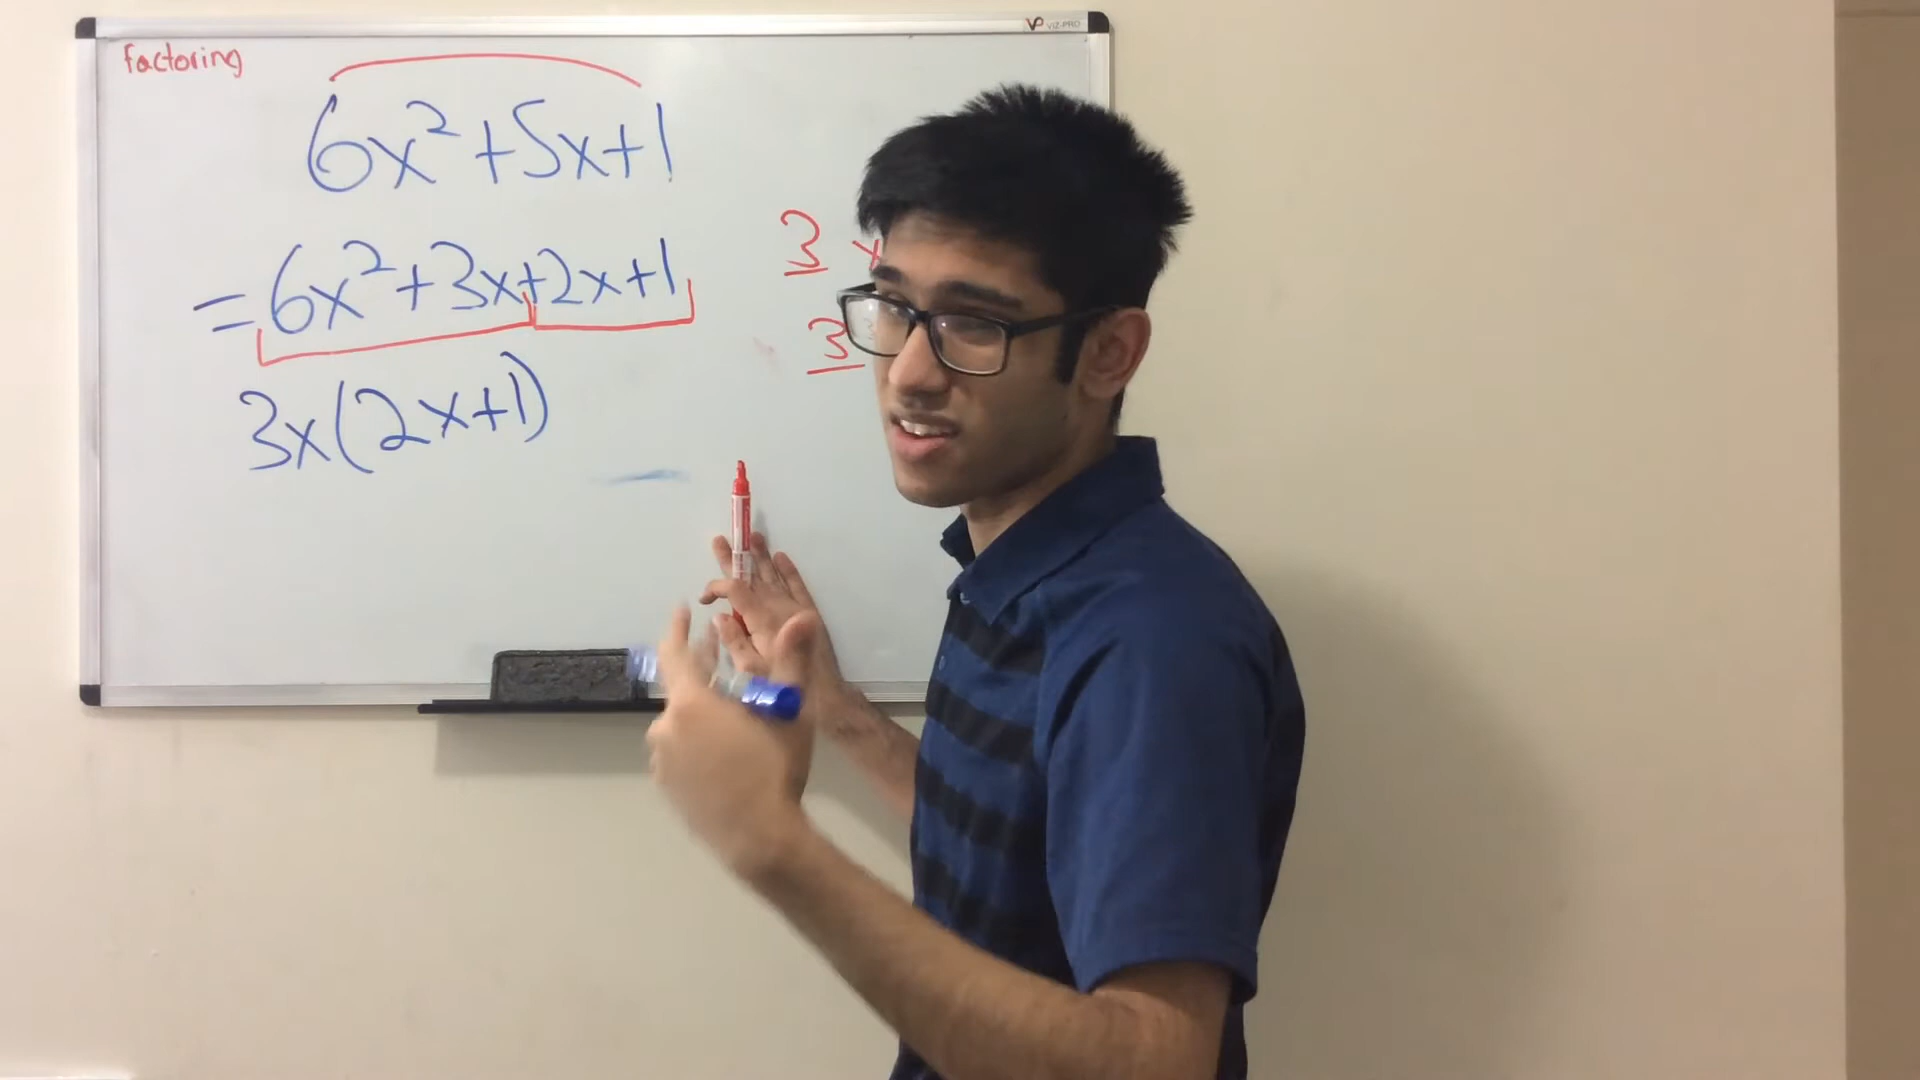 VP VIZ-PRO
factoring
6x² + 5x + 1
= 6x² + 3x + 2x + 1
3x(2x+1)
3 x
3